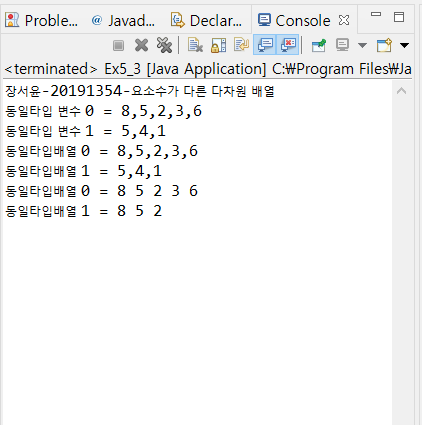 Proble...
@ Javad...
Declar...
Console
<terminated> Ex5_3 [Java Application] C:₩Program Files₩Ja
장서윤-20191354-요소수가 다른 다차원 배열
동일타입 변수 0 = 8,5,2,3,6
동일타입 변수 1 = 5,4,1
동일타입배열 0 = 8,5,2,3,6
동일타입배열 1 = 5,4,1
동일타입배열 0 = 8 5 2 3 6
동일타입배열 1 = 8 5 2